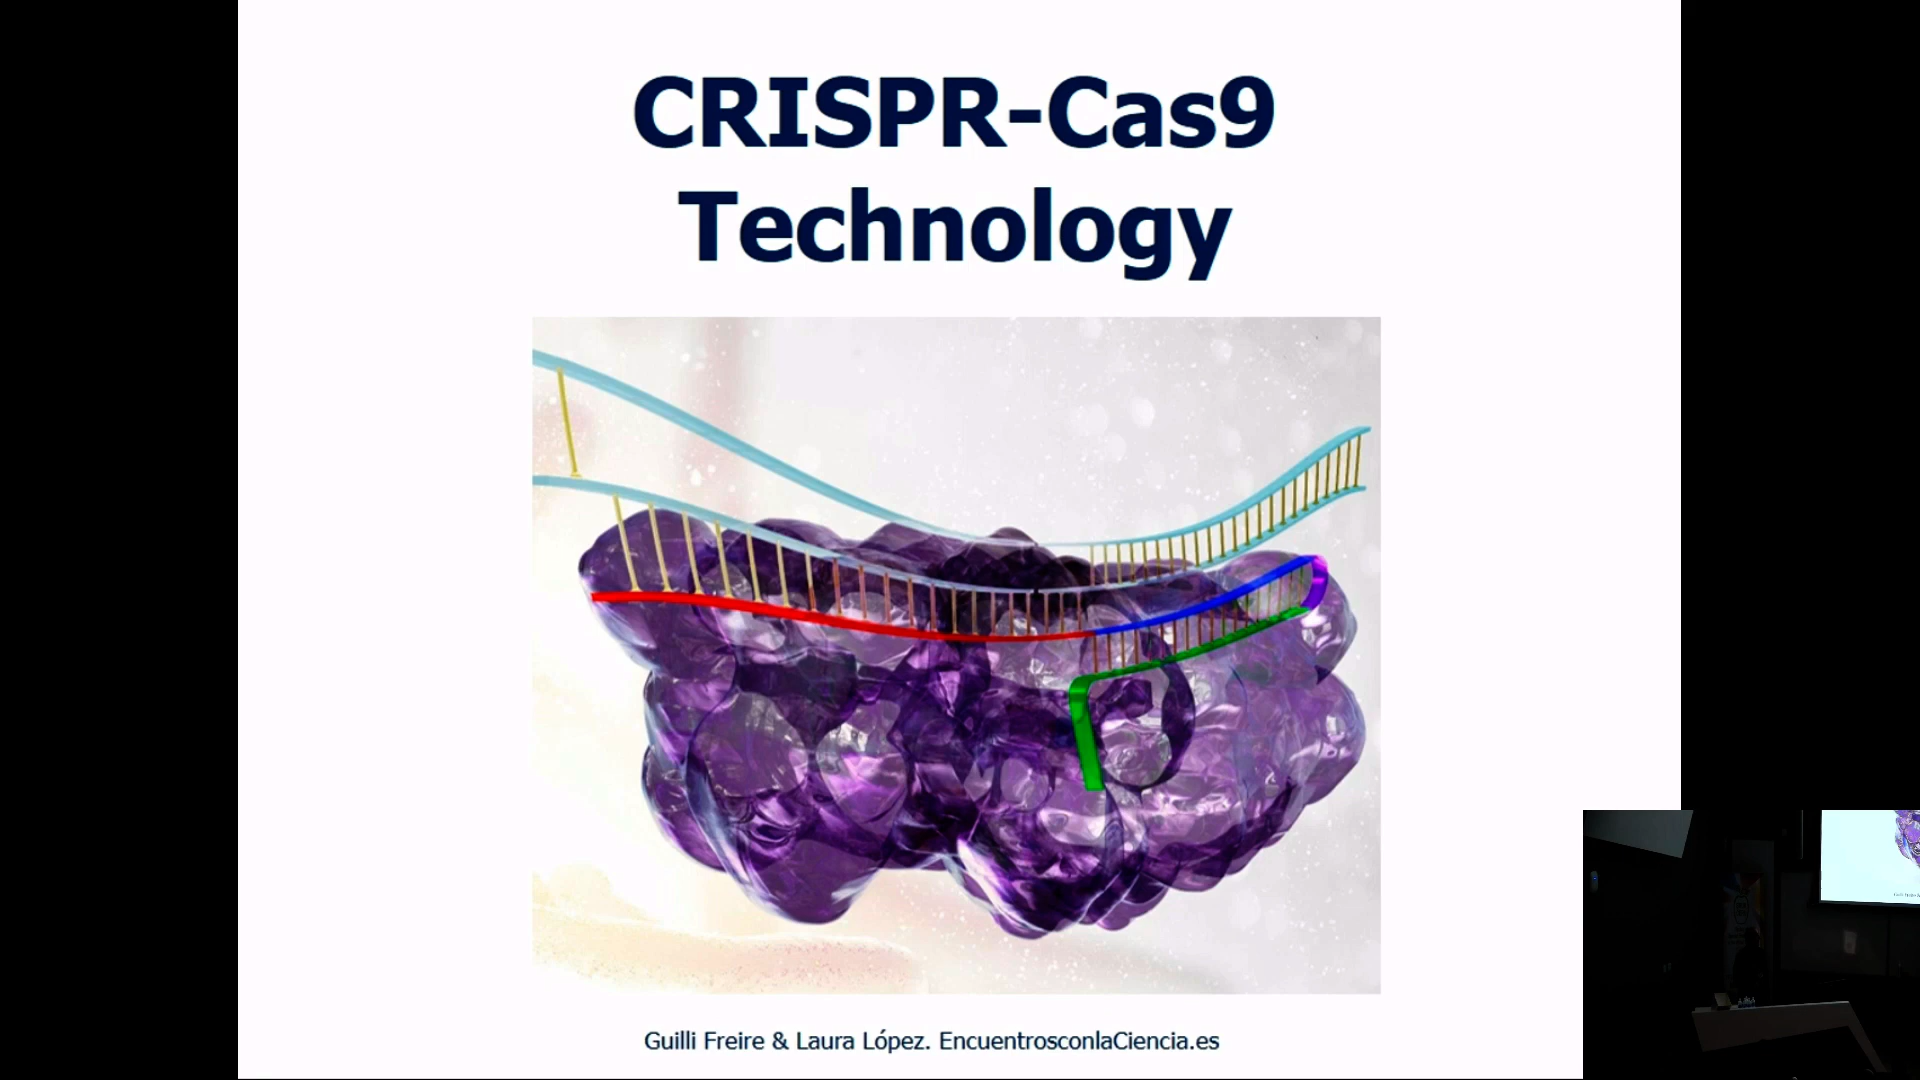 CRISPR-Cas9
Technology
Guilli Freire & Laura López. EncuentrosconlaCiencia.es